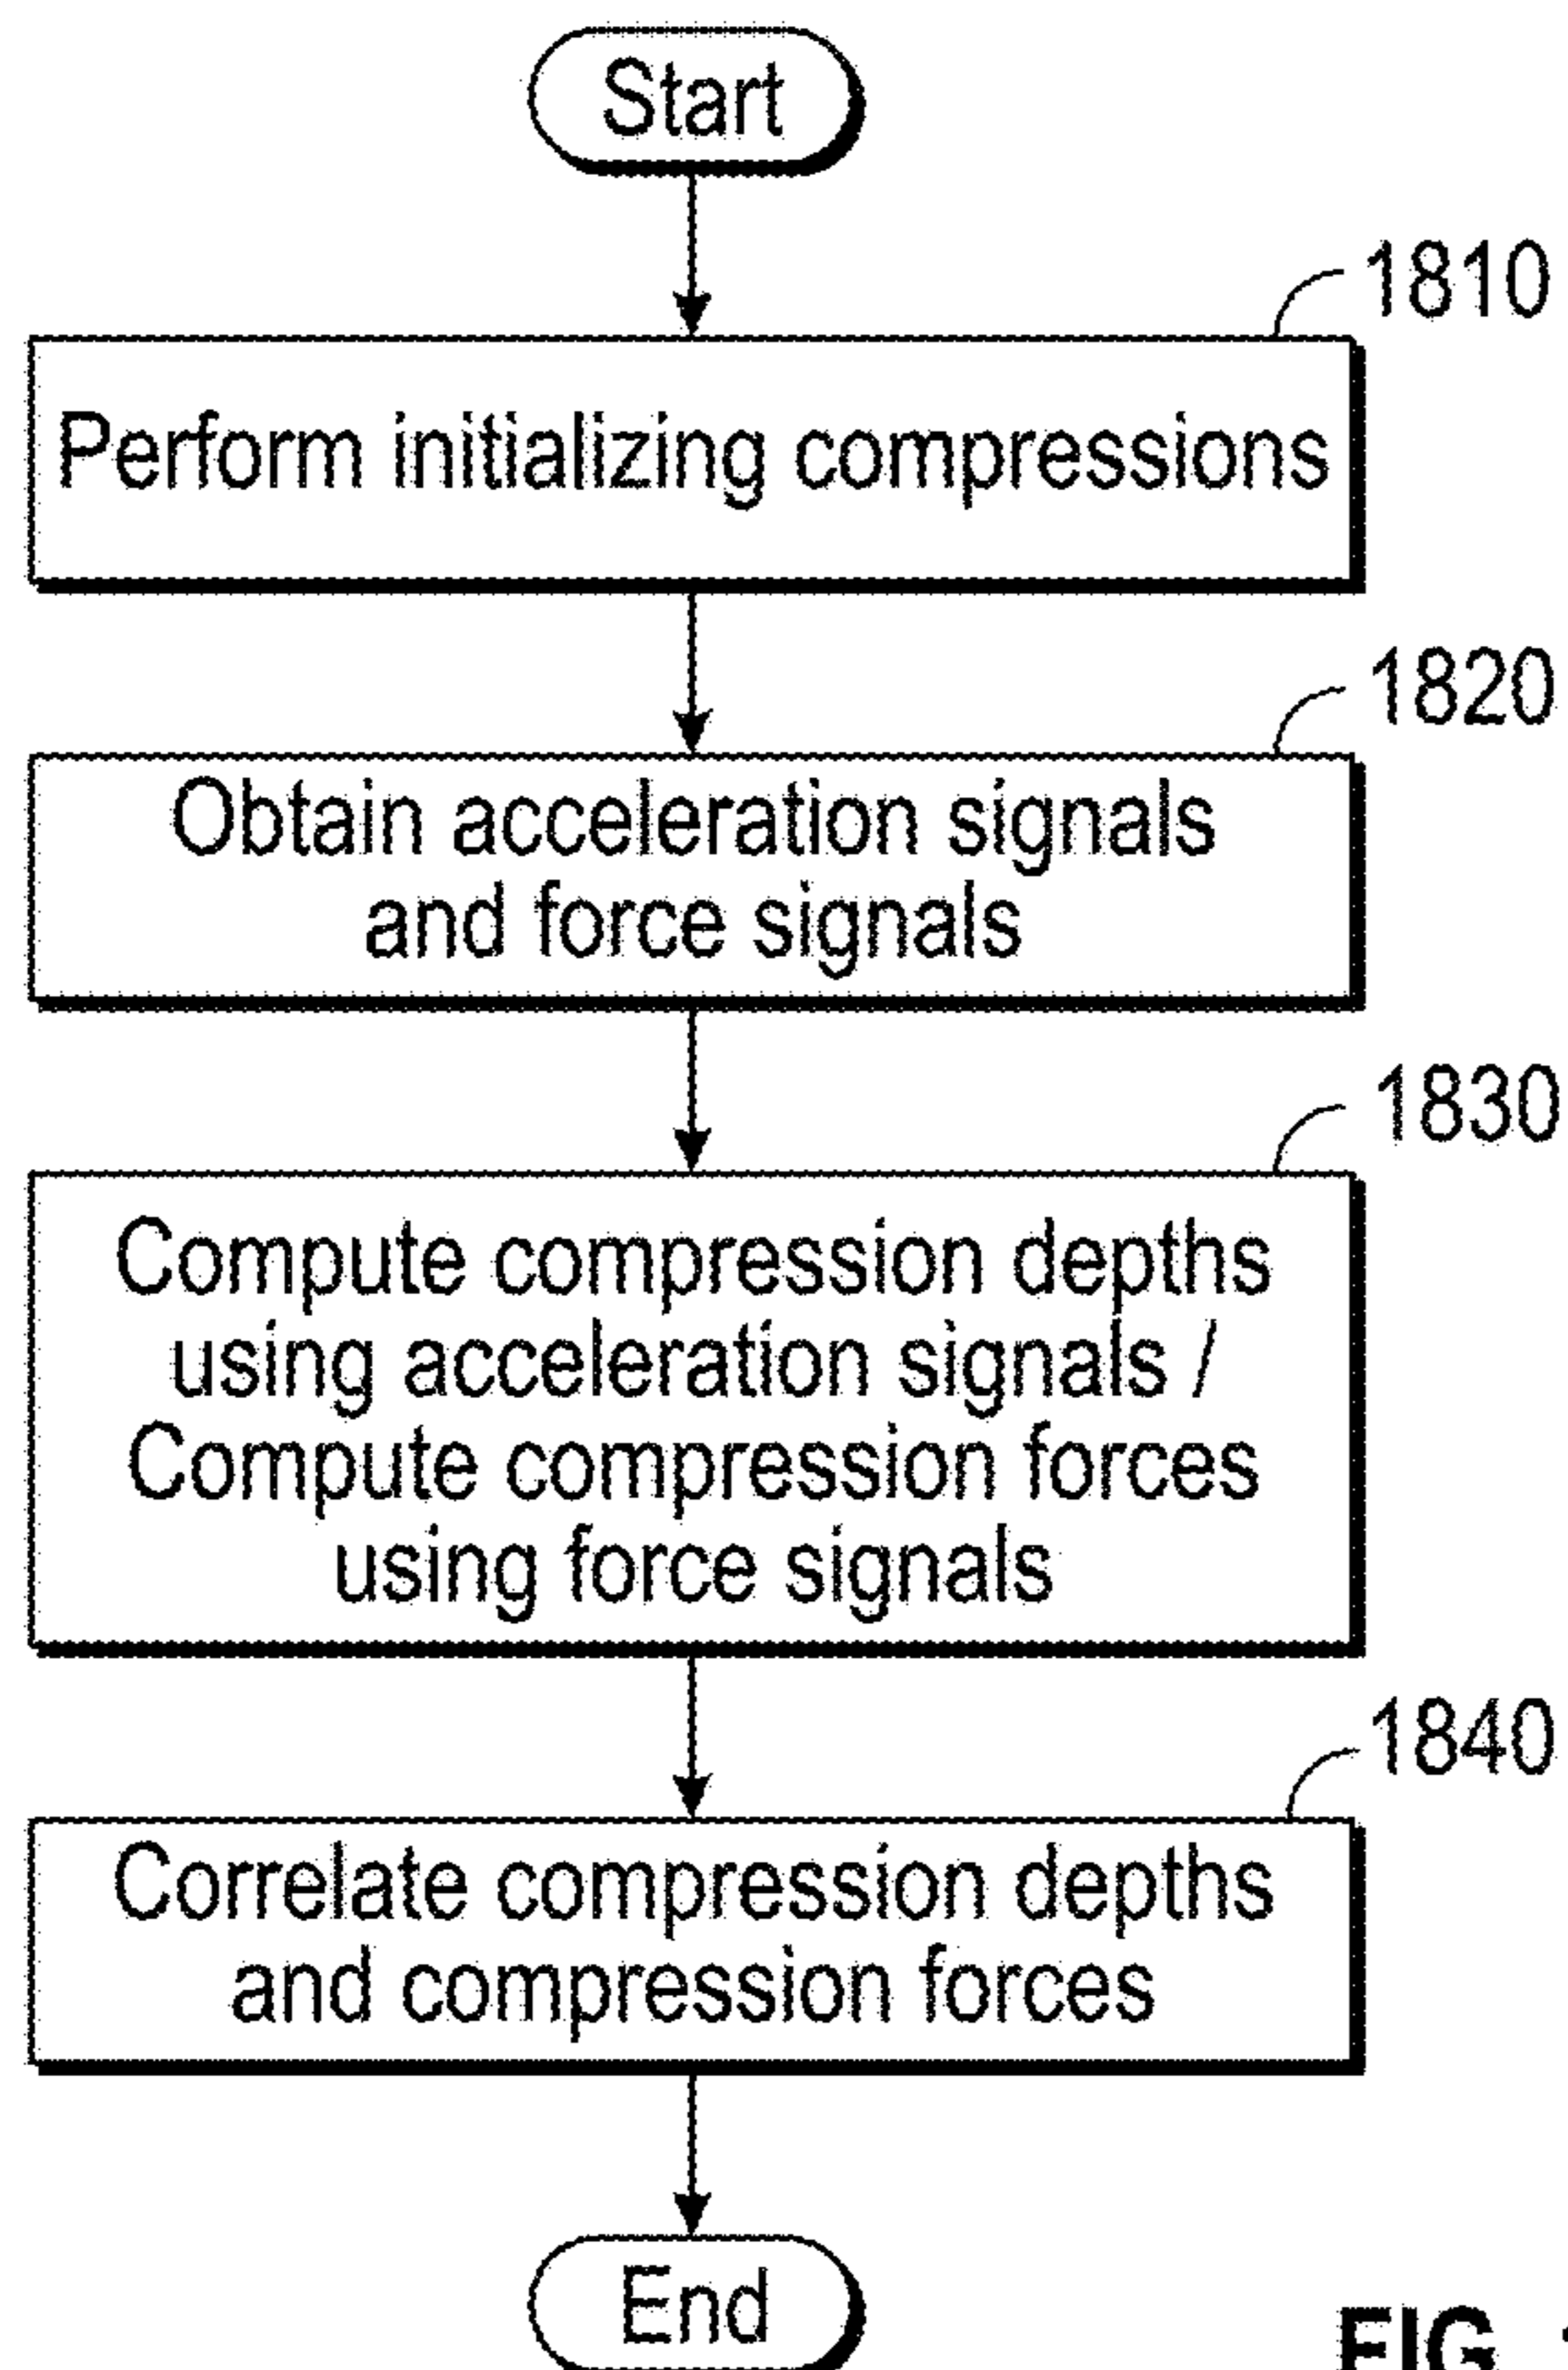 Start
1810
Perform initializing compressions
1820
Obtain acceleration signals
and force signals
1830
Compute compression depths
using acceleration signals /
Compute compression forces
using force signals
1840
Correlate compression depths
and compression forces
End
FIG.